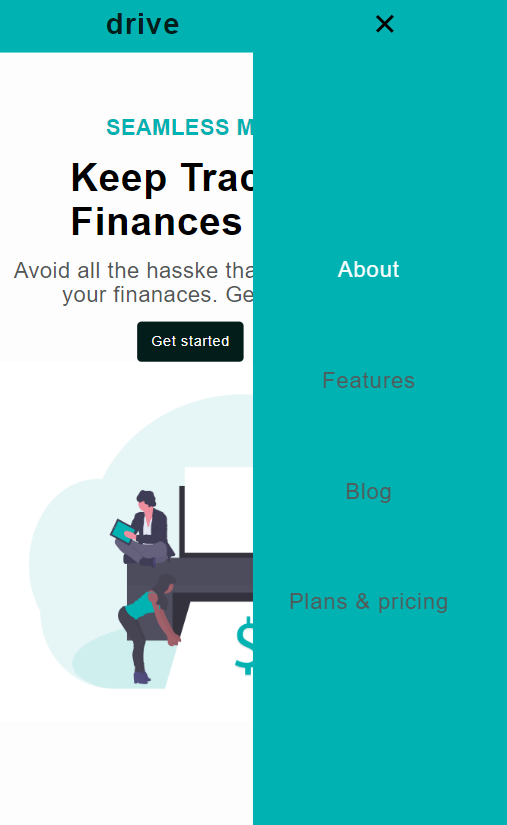 drive
✕
SEAMLESS M
Keep Trac
Finances
Avoid all the hasske tha
your finanaces. Ge
Get started
$
About
Features
Blog
Plans & pricing